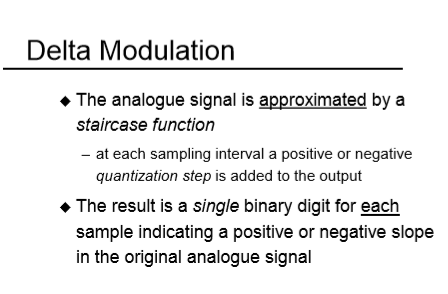 Delta Modulation
◆ The analogue signal is approximated by a
staircase function
– at each sampling interval a positive or negative
quantization step is added to the output
◆ The result is a single binary digit for each
sample indicating a positive or negative slope
in the original analogue signal